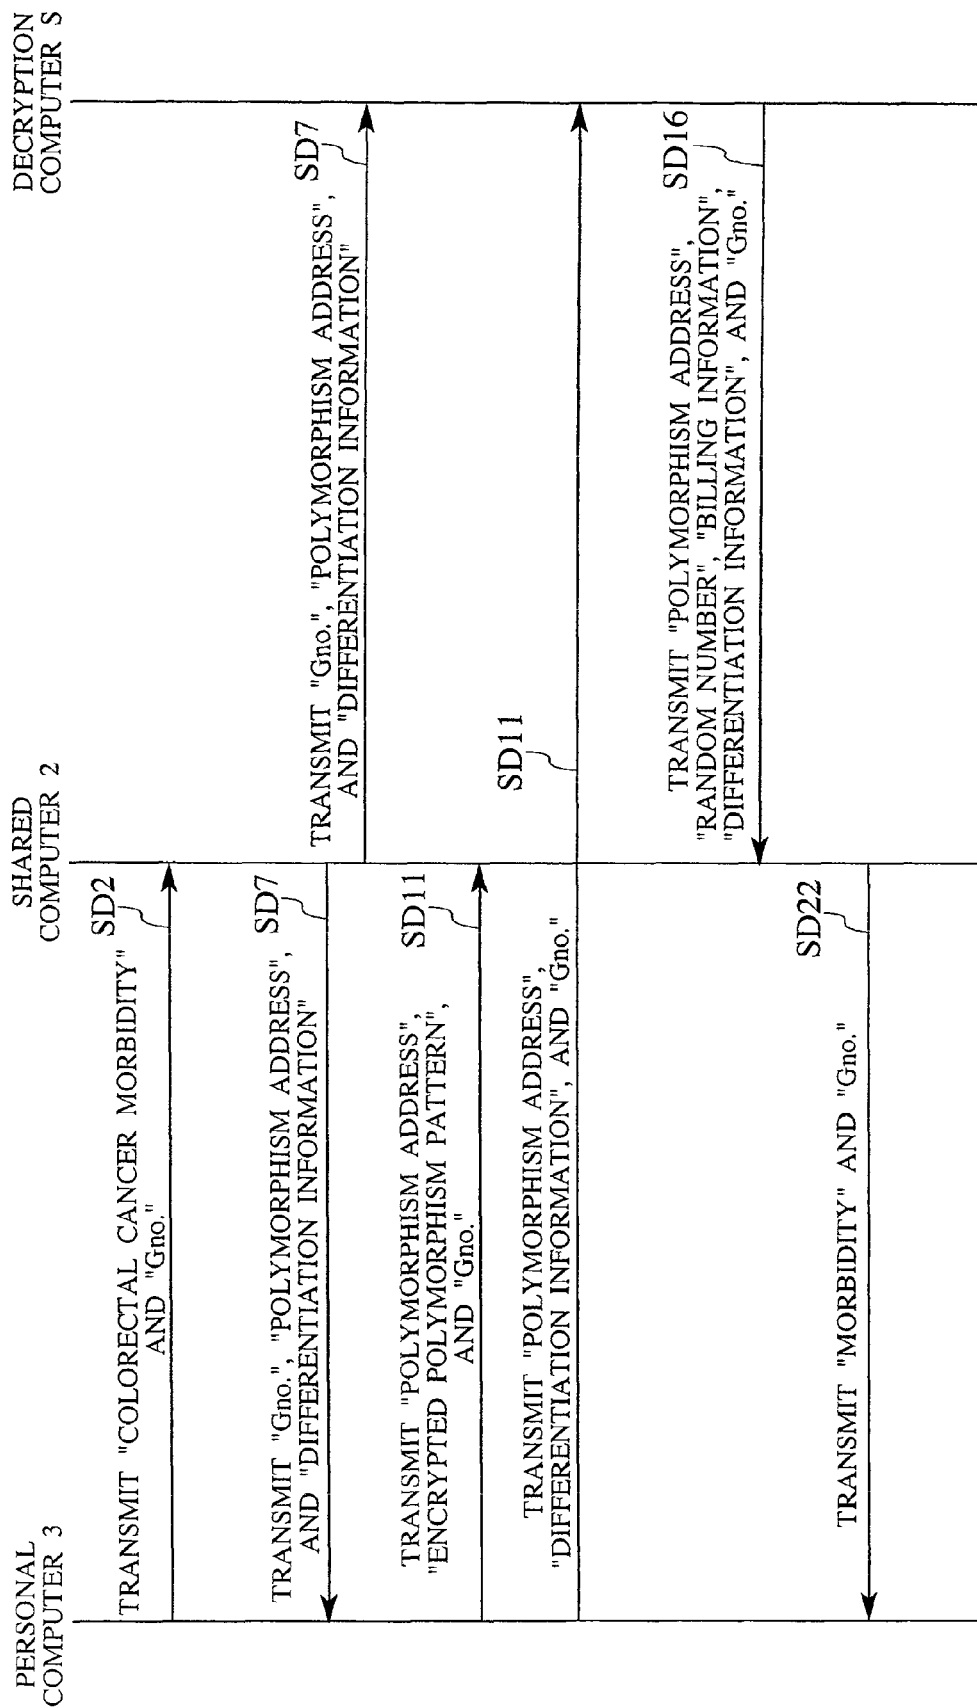 PERSONAL
COMPUTER 3
SHARED
COMPUTER 2
DECRYPTION
COMPUTER S
TRANSMIT "COLORECTAL CANCER MORBIDITY"
AND "Gno."
SD2
TRANSMIT "Gno.", "POLYMORPHISM ADDRESS",
AND "DIFFERENTIATION INFORMATION"
SD7
TRANSMIT "Gno.", "POLYMORPHISM ADDRESS",
AND "DIFFERENTIATION INFORMATION"
SD7
TRANSMIT "POLYMORPHISM ADDRESS",
"ENCRYPTED POLYMORPHISM PATTERN",
AND "Gno."
SD11
TRANSMIT "POLYMORPHISM ADDRESS",
"DIFFERENTIATION INFORMATION", AND "Gno."
SD11
TRANSMIT "POLYMORPHISM ADDRESS",
"RANDOM NUMBER", "BILLING INFORMATION",
"DIFFERENTIATION INFORMATION", AND "Gno."
SD16
TRANSMIT "MORBIDITY" AND "Gno."
SD22